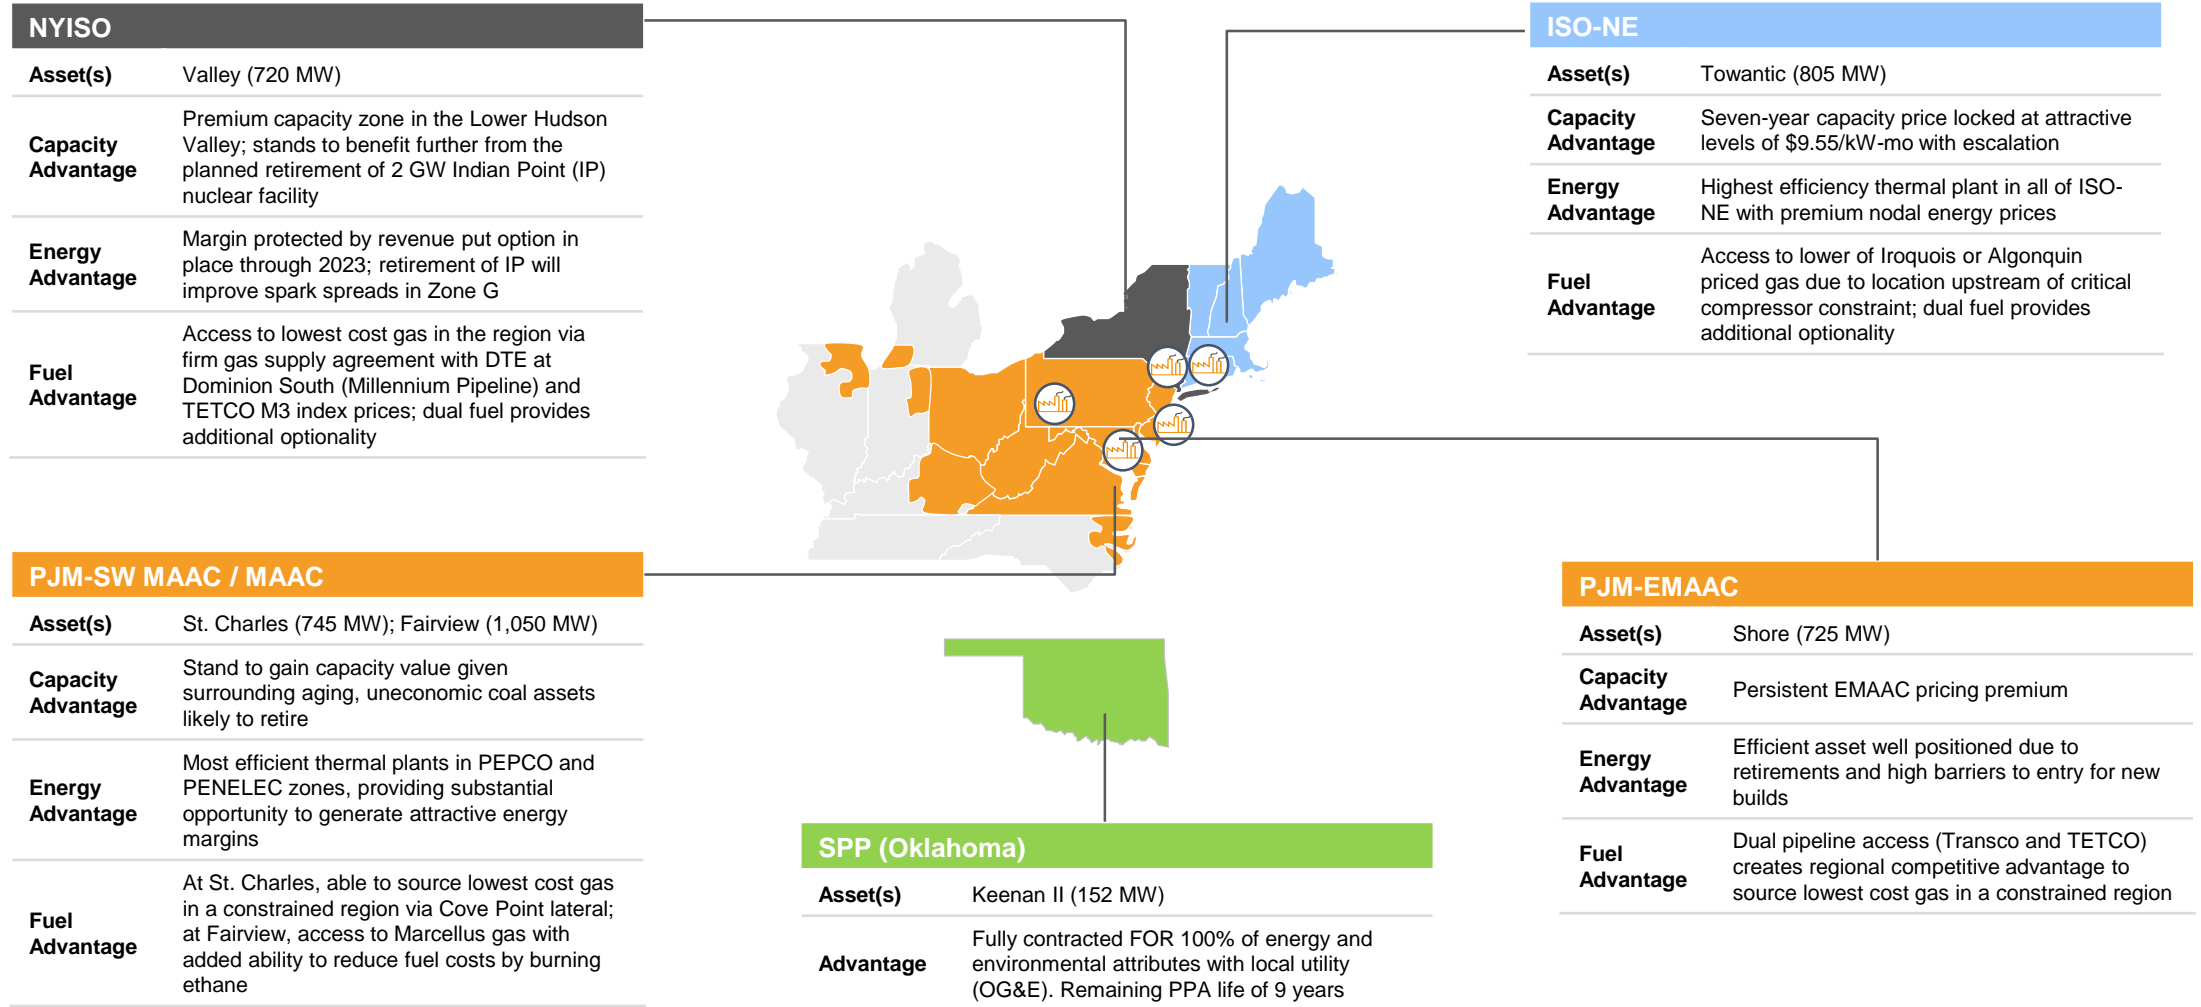 NYISO
Asset(s) Valley (720 MW)
Capacity Advantage
Premium capacity zone in the Lower Hudson
Valley; stands to benefit further from the
planned retirement of 2 GW Indian Point (IP)
nuclear facility
Energy Advantage
Margin protected by revenue put option in
place through 2023; retirement of IP will
improve spark spreads in Zone G
Fuel Advantage
Access to lowest cost gas in the region via
firm gas supply agreement with DTE at
Dominion South (Millennium Pipeline) and
TETCO M3 index prices; dual fuel provides
additional optionality
ISO-NE
Asset(s) Towantic (805 MW)
Capacity Advantage
Seven-year capacity price locked at attractive
levels of $9.55/kW-mo with escalation
Energy Advantage
Highest efficiency thermal plant in all of ISO-
NE with premium nodal energy prices
Fuel Advantage
Access to lower of Iroquois or Algonquin
priced gas due to location upstream of critical
compressor constraint; dual fuel provides
additional optionality
PJM-SW MAAC / MAAC
Asset(s) St. Charles (745 MW); Fairview (1,050 MW)
Capacity Advantage
Stand to gain capacity value given
surrounding aging, uneconomic coal assets
likely to retire
Energy Advantage
Most efficient thermal plants in PEPCO and
PENELEC zones, providing substantial
opportunity to generate attractive energy
margins
Fuel Advantage
At St. Charles, able to source lowest cost gas
in a constrained region via Cove Point lateral;
at Fairview, access to Marcellus gas with
added ability to reduce fuel costs by burning
ethane
SPP (Oklahoma)
Asset(s) Keenan II (152 MW)
Advantage
Fully contracted FOR 100% of energy and
environmental attributes with local utility
(OG&E). Remaining PPA life of 9 years
PJM-EMAAC
Asset(s) Shore (725 MW)
Capacity Advantage
Persistent EMAAC pricing premium
Energy Advantage
Efficient asset well positioned due to
retirements and high barriers to entry for new
builds
Fuel Advantage
Dual pipeline access (Transco and TETCO)
creates regional competitive advantage to
source lowest cost gas in a constrained region